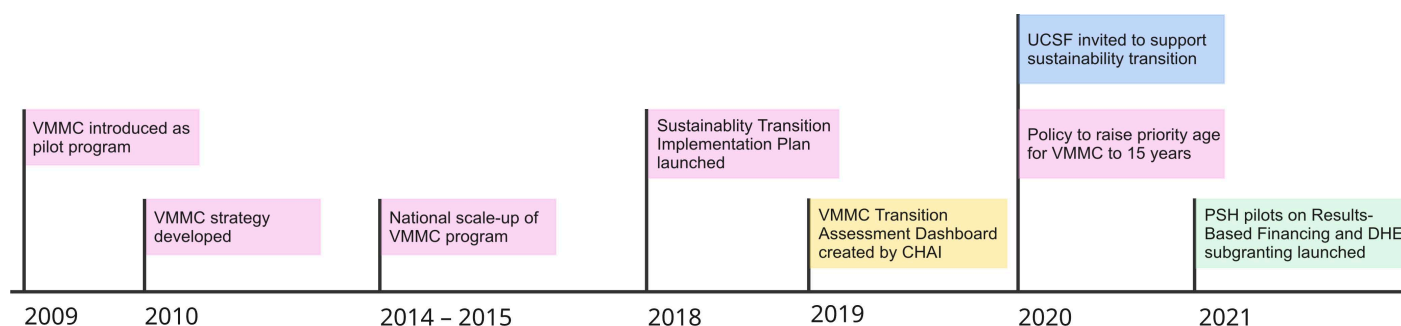 UCSF invited to support
sustainability transition
VMMC introduced as
pilot program
Sustainablity Transition
Implementation Plan
launched
Policy to raise priority age
for VMMC to 15 years
VMMC strategy
developed
National scale-up of
VMMC program
VMMC Transition
Assessment Dashboard
created by CHAI
PSH pilots on Results-
Based Financing and DHE
subgranting launched
2009
2010
2014 – 2015
2018
2019
2020
2021